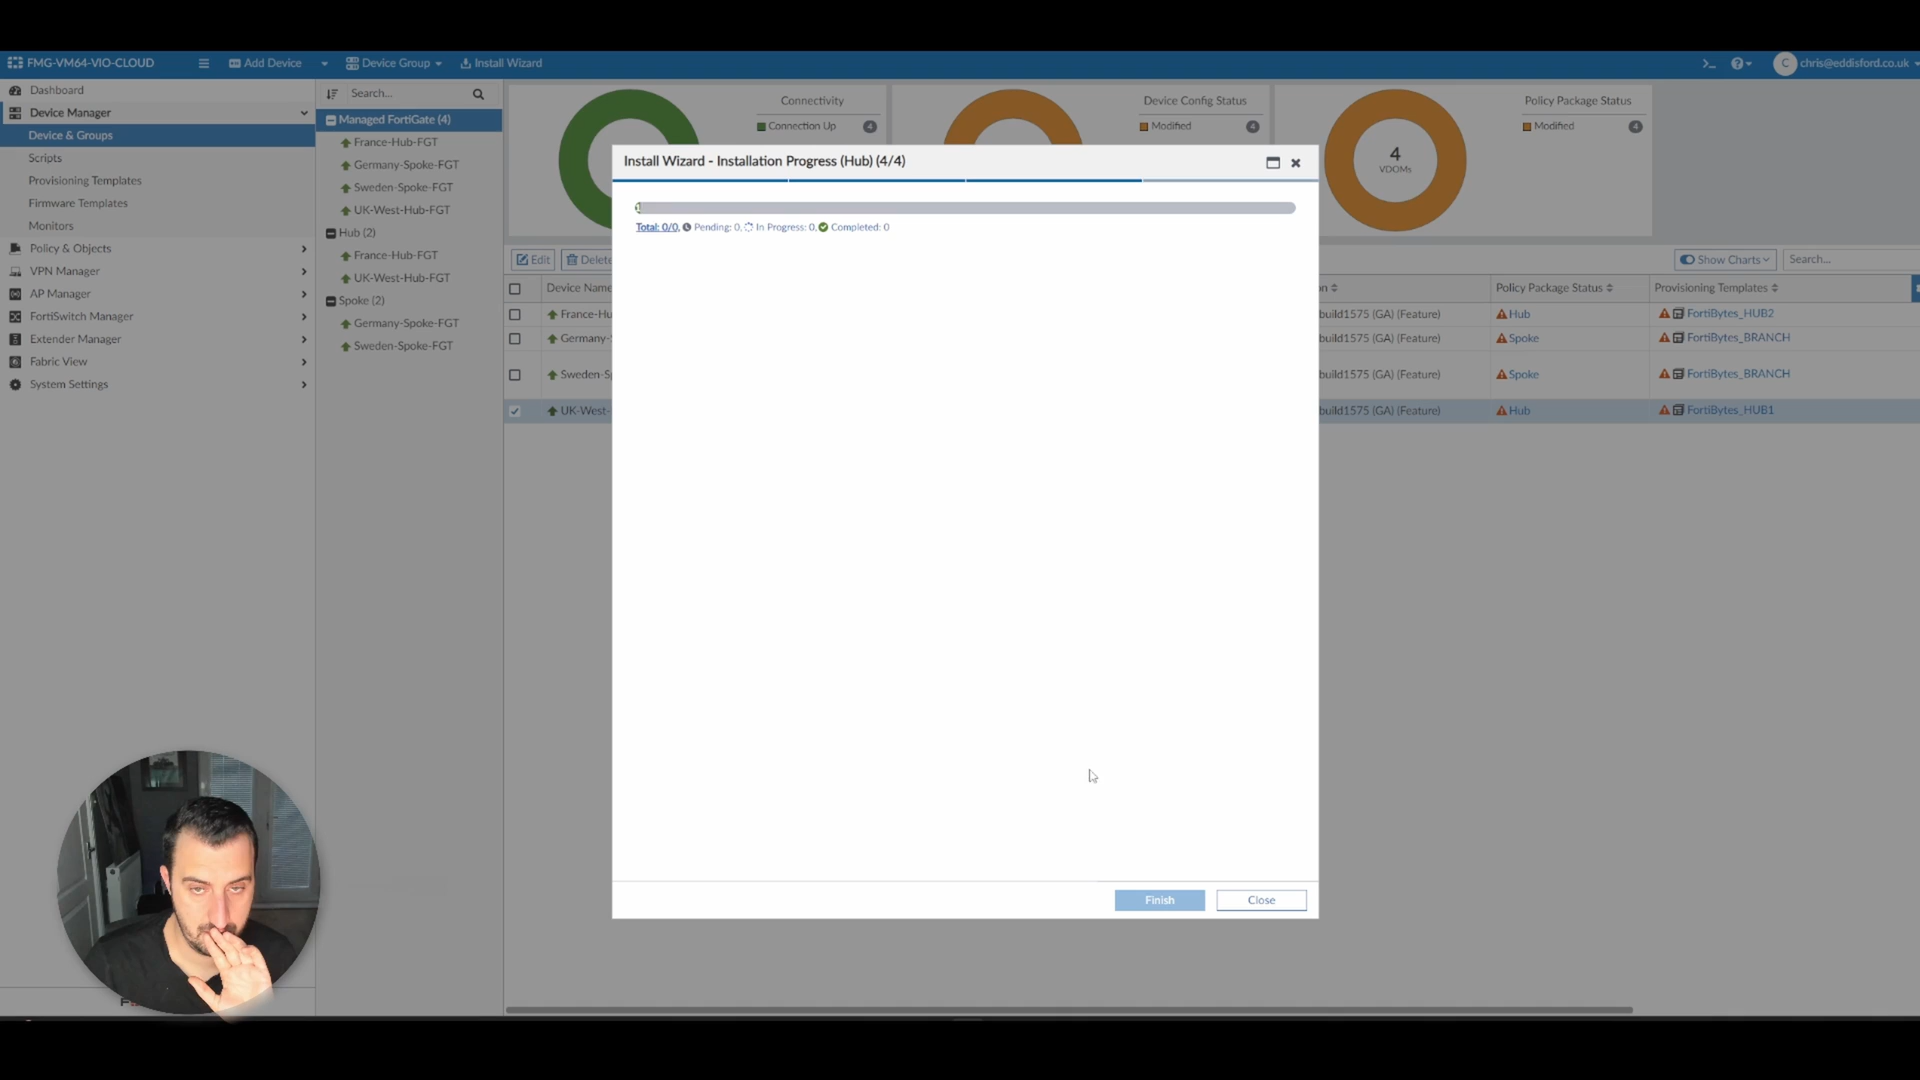 FMG-VM64-VIO-CLOUD
Add Device
Device Group
Install Wizard
C
chris@eddisford.co.uk
Dashboard
Device Manager
Device & Groups
Scripts
Provisioning Templates
Firmware Templates
Monitors
Policy & Objects
VPN Manager
AP Manager
FortiSwitch Manager
Extender Manager
Fabric View
System Settings
Search...
Managed FortiGate (4)
France-Hub-FGT
Germany-Spoke-FGT
Sweden-Spoke-FGT
UK-West-Hub-FGT
Hub (2)
France-Hub-FGT
UK-West-Hub-FGT
Spoke (2)
Germany-Spoke-FGT
Sweden-Spoke-FGT
Connectivity
Connection Up 4
Device Config Status
Modified 4
4
VDOMs
Policy Package Status
Modified 4
Install Wizard - Installation Progress (Hub) (4/4)
Total: 0/0, Pending: 0, In Progress: 0, Completed: 0
Finish
Close
Edit
Delete
Show Charts
Search...
Device Name
Policy Package Status
Provisioning Templates
France-Hu
build1575 (GA) (Feature)
Hub
FortiBytes_HUB2
Germany-
build1575 (GA) (Feature)
Spoke
FortiBytes_BRANCH
Sweden-S
build1575 (GA) (Feature)
Spoke
FortiBytes_BRANCH
UK-West-
build1575 (GA) (Feature)
Hub
FortiBytes_HUB1